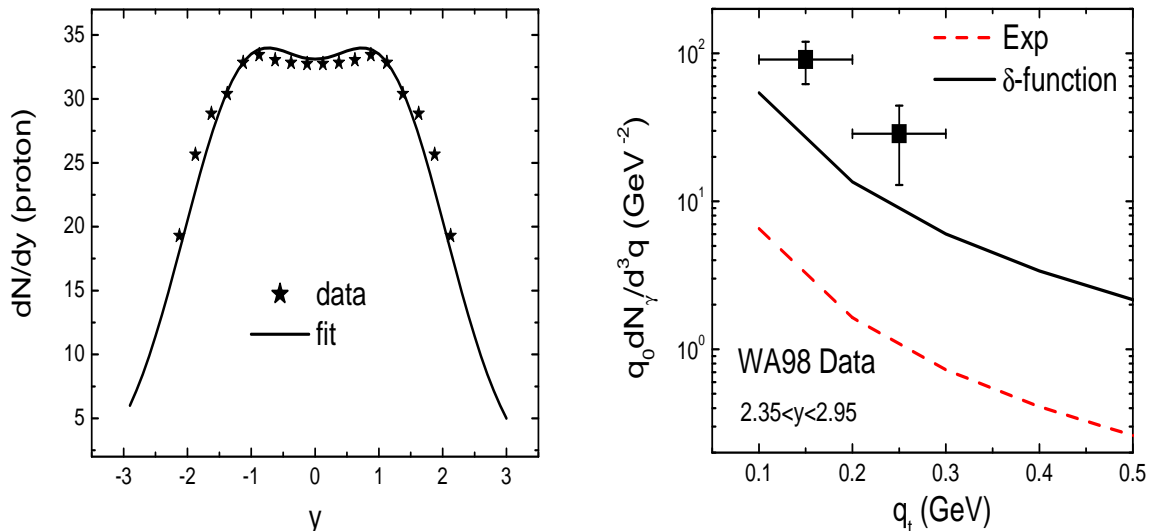 dN/dy (proton)
35
30
25
20
15
10
5
data
fit
-3 -2 -1 0 1 2 3
y
q₀dN_γ/d³q (GeV⁻²)
10²
10¹
10⁰
Exp
δ-function
WA98 Data
2.35<y<2.95
0.1 0.2 0.3 0.4 0.5
q_t (GeV)